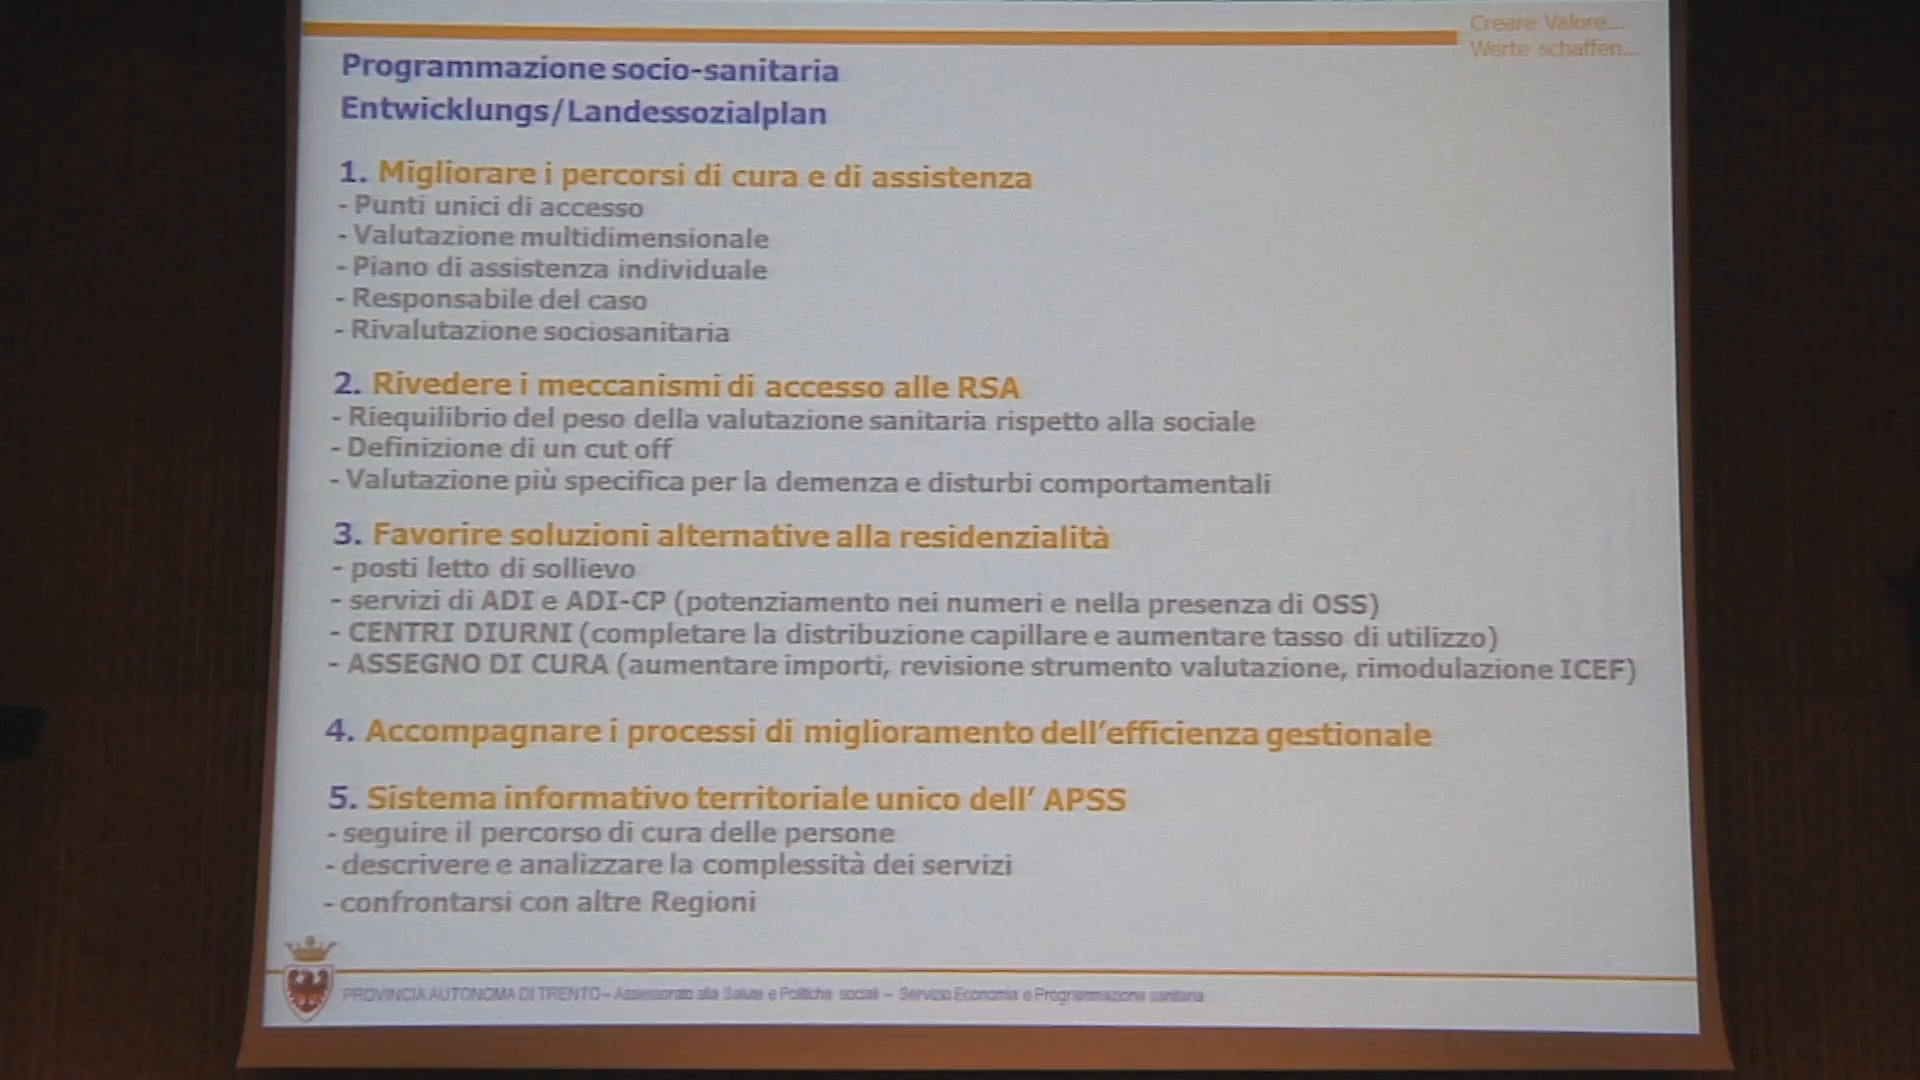 Creare Valore...
Werte schaffen...
Programmazione socio-sanitaria
Entwicklungs/Landessozialplan
1. Migliorare i percorsi di cura e di assistenza
- Punti unici di accesso
- Valutazione multidimensionale
- Piano di assistenza individuale
- Responsabile del caso
- Rivalutazione sociosanitaria
2. Rivedere i meccanismi di accesso alle RSA
- Riequilibrio del peso della valutazione sanitaria rispetto alla sociale
- Definizione di un cut off
- Valutazione più specifica per la demenza e disturbi comportamentali
3. Favorire soluzioni alternative alla residenzialità
- posti letto di sollievo
- servizi di ADI e ADI-CP (potenziamento nei numeri e nella presenza di OSS)
- CENTRI DIURNI (completare la distribuzione capillare e aumentare tasso di utilizzo)
- ASSEGNO DI CURA (aumentare importi, revisione strumento valutazione, rimodulazione ICEF)
4. Accompagnare i processi di miglioramento dell'efficienza gestionale
5. Sistema informativo territoriale unico dell' APSS
- seguire il percorso di cura delle persone
- descrivere e analizzare la complessità dei servizi
- confrontarsi con altre Regioni
PROVINCIA AUTONOMA DI TRENTO – Assessorato alla Salute e Politiche sociali – Servizio Economia e Programmazione sanitaria